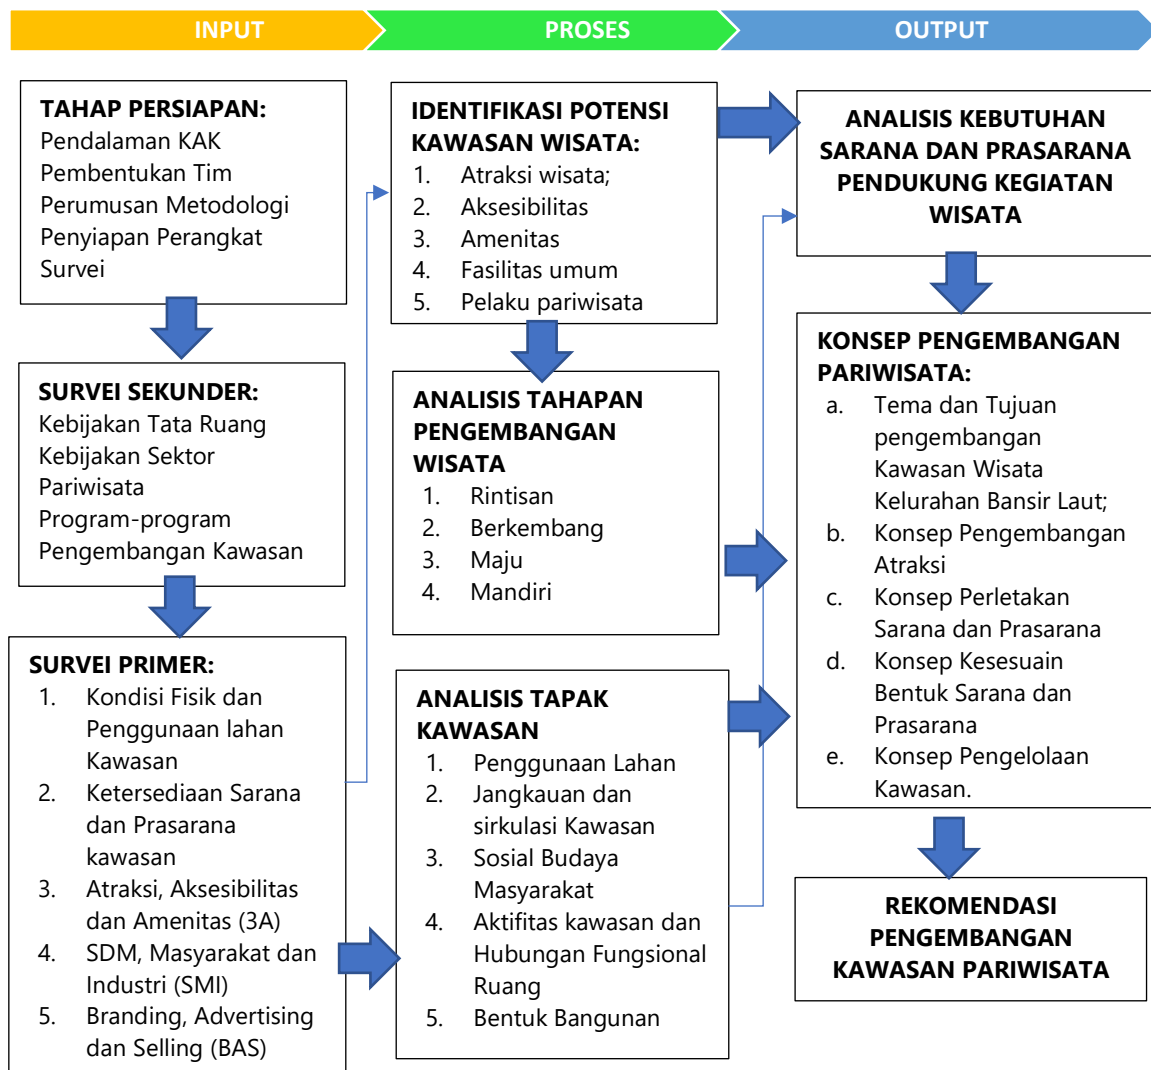 INPUT
PROSES
OUTPUT
TAHAP PERSIAPAN:
Pendalaman KAK
Pembentukan Tim
Perumusan Metodologi
Penyiapan Perangkat
Survei
SURVEI SEKUNDER:
Kebijakan Tata Ruang
Kebijakan Sektor
Pariwisata
Program-program
Pengembangan Kawasan
SURVEI PRIMER:
1. Kondisi Fisik dan
Penggunaan lahan
Kawasan
2. Ketersediaan Sarana
dan Prasarana
kawasan
3. Atraksi, Aksesibilitas
dan Amenitas (3A)
4. SDM, Masyarakat dan
Industri (SMI)
5. Branding, Advertising
dan Selling (BAS)
IDENTIFIKASI POTENSI
KAWASAN WISATA:
1. Atraksi wisata;
2. Aksesibilitas
3. Amenitas
4. Fasilitas umum
5. Pelaku pariwisata
ANALISIS TAHAPAN
PENGEMBANGAN
WISATA
1. Rintisan
2. Berkembang
3. Maju
4. Mandiri
ANALISIS TAPAK
KAWASAN
1. Penggunaan Lahan
2. Jangkauan dan
sirkulasi Kawasan
3. Sosial Budaya
Masyarakat
4. Aktifitas kawasan dan
Hubungan Fungsional
Ruang
5. Bentuk Bangunan
ANALISIS KEBUTUHAN
SARANA DAN PRASARANA
PENDUKUNG KEGIATAN
WISATA
KONSEP PENGEMBANGAN
PARIWISATA:
a. Tema dan Tujuan
pengembangan
Kawasan Wisata
Kelurahan Bansir Laut;
b. Konsep Pengembangan
Atraksi
c. Konsep Perletakan
Sarana dan Prasarana
d. Konsep Kesesuain
Bentuk Sarana dan
Prasarana
e. Konsep Pengelolaan
Kawasan.
REKOMENDASI
PENGEMBANGAN
KAWASAN PARIWISATA